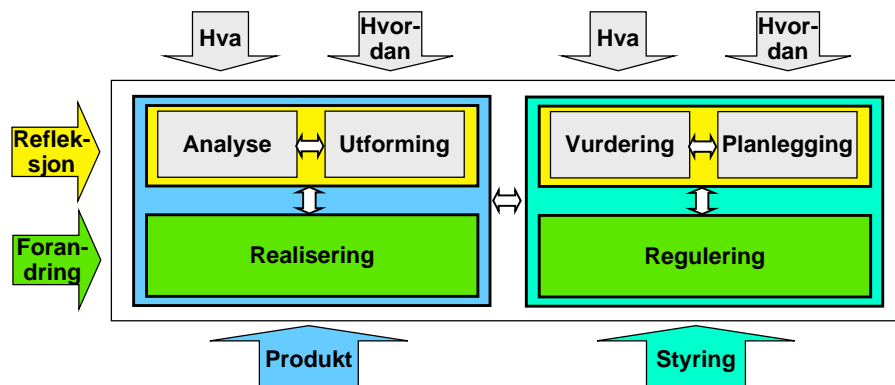 Hva
Hvor-
dan
Hva
Hvor-
dan
Reflek-
sjon
Analyse
Utforming
Vurdering
Planlegging
Foran-
dring
Realisering
Regulering
Produkt
Styring